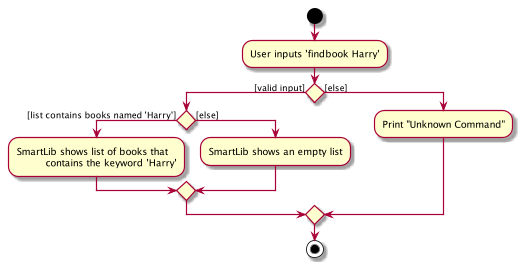 User inputs 'findbook Harry'
[valid input]
[else]
[list contains books named 'Harry']
[else]
Print "Unknown Command"
SmartLib shows list of books that
contains the keyword 'Harry'
SmartLib shows an empty list